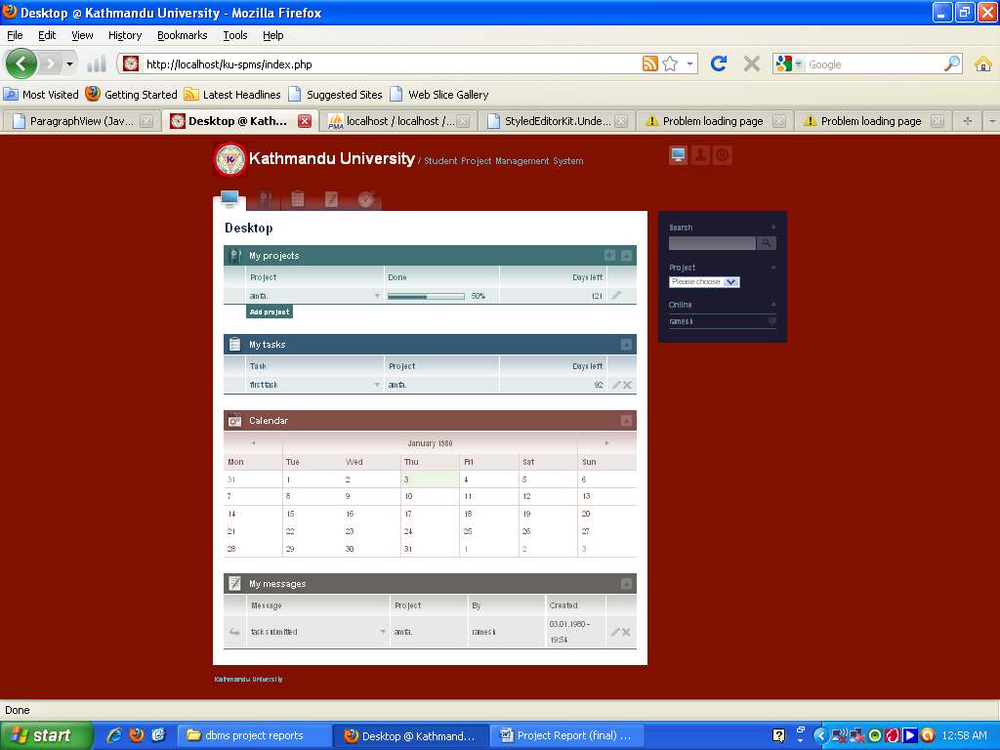 Desktop @ Kathmandu University - Mozilla Firefox
File Edit View History Bookmarks Tools Help
http://localhost/ku-spms/index.php Google
Most Visited Getting Started Latest Headlines Suggested Sites Web Slice Gallery
ParagraphView (Jav... Desktop @ Kath... localhost / localhost /... StyledEditorKit.Unde... Problem loading page Problem loading page
Kathmandu University / Student Project Management System
Desktop
My projects
Project Done Days left
amfa. 50% 121
Add project
My tasks
Task Project Days left
first task amfa. 92
Calendar
January 1980
Mon Tue Wed Thu Fri Sat Sun
31 1 2 3 4 5 6
7 8 9 10 11 12 13
14 15 16 17 18 19 20
21 22 23 24 25 26 27
28 29 30 31 1 2 3
My messages
Message Project By Created
task submitted amfa. ramesh 03.01.1980 -
19:54
Search
Project
Please choose
Online
ramesh
Kathmandu University
Done
start dbms project reports Desktop @ Kathman... Project Report (final) ... 12:58 AM